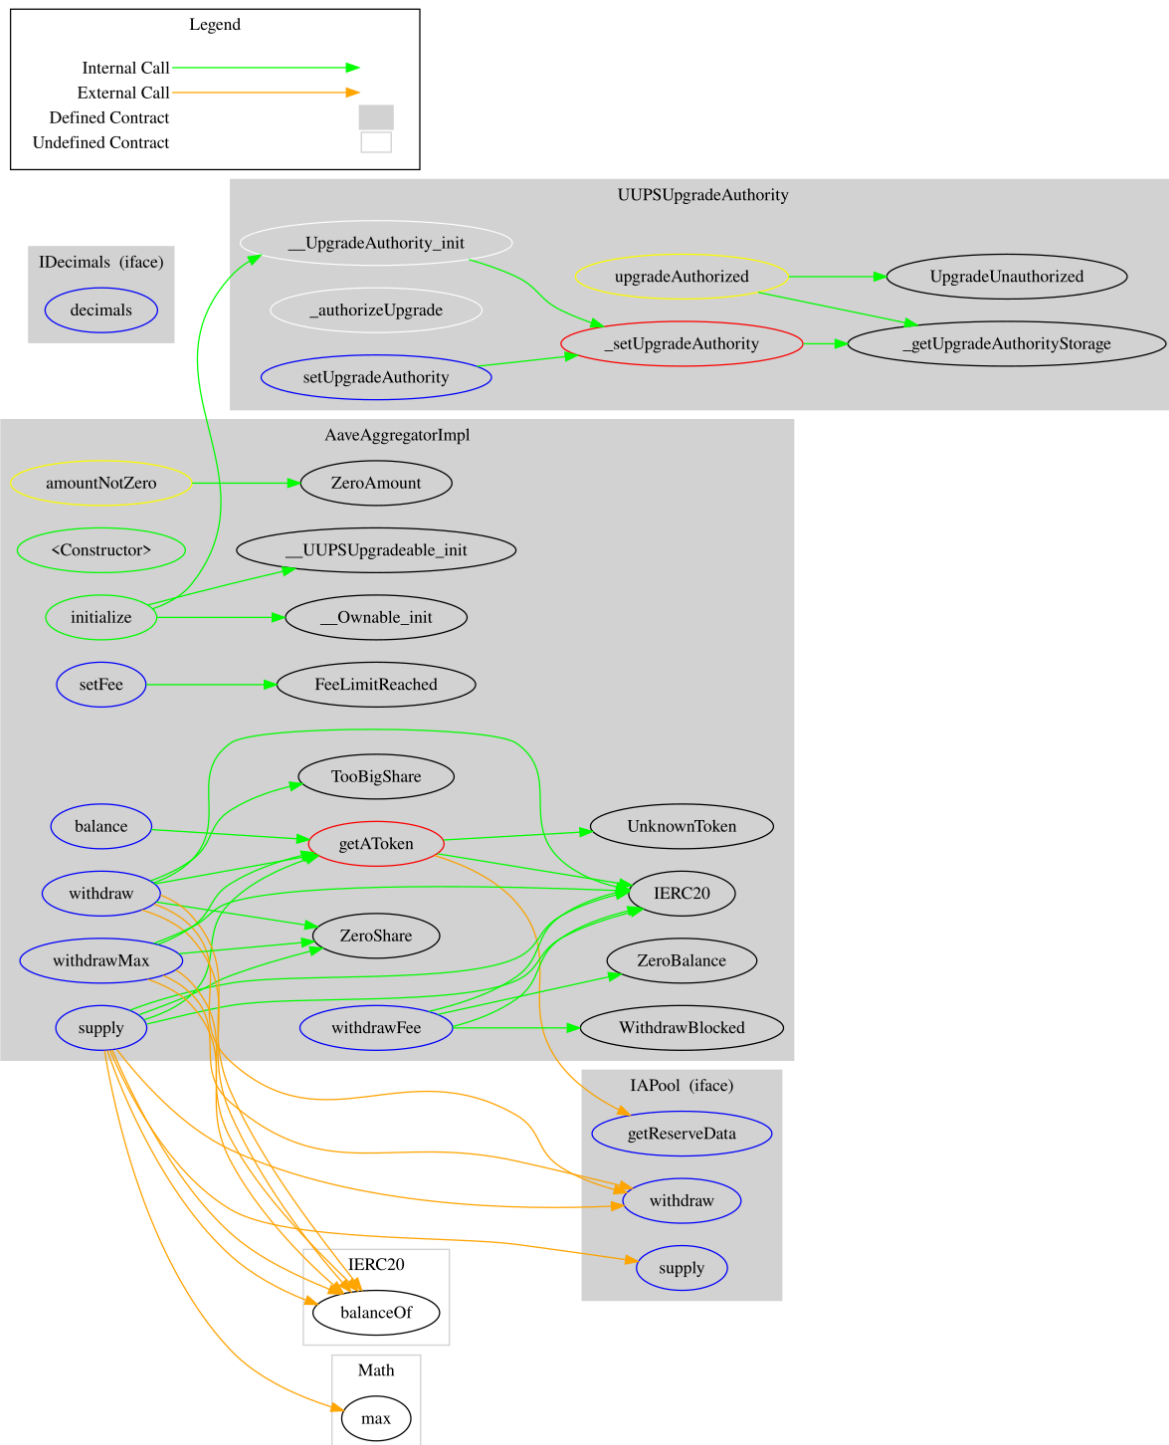 Legend
Internal Call
External Call
Defined Contract
Undefined Contract
UUPSUpgradeAuthority
__UpgradeAuthority_init
_authorizeUpgrade
setUpgradeAuthority
upgradeAuthorized
_setUpgradeAuthority
UpgradeUnauthorized
_getUpgradeAuthorityStorage
IDecimals (iface)
decimals
AaveAggregatorImpl
amountNotZero
ZeroAmount
<Constructor>
__UUPSUpgradeable_init
initialize
__Ownable_init
setFee
FeeLimitReached
TooBigShare
balance
getAToken
UnknownToken
withdraw
IERC20
ZeroShare
withdrawMax
ZeroBalance
supply
withdrawFee
WithdrawBlocked
IAPool (iface)
getReserveData
withdraw
supply
IERC20
balanceOf
Math
max